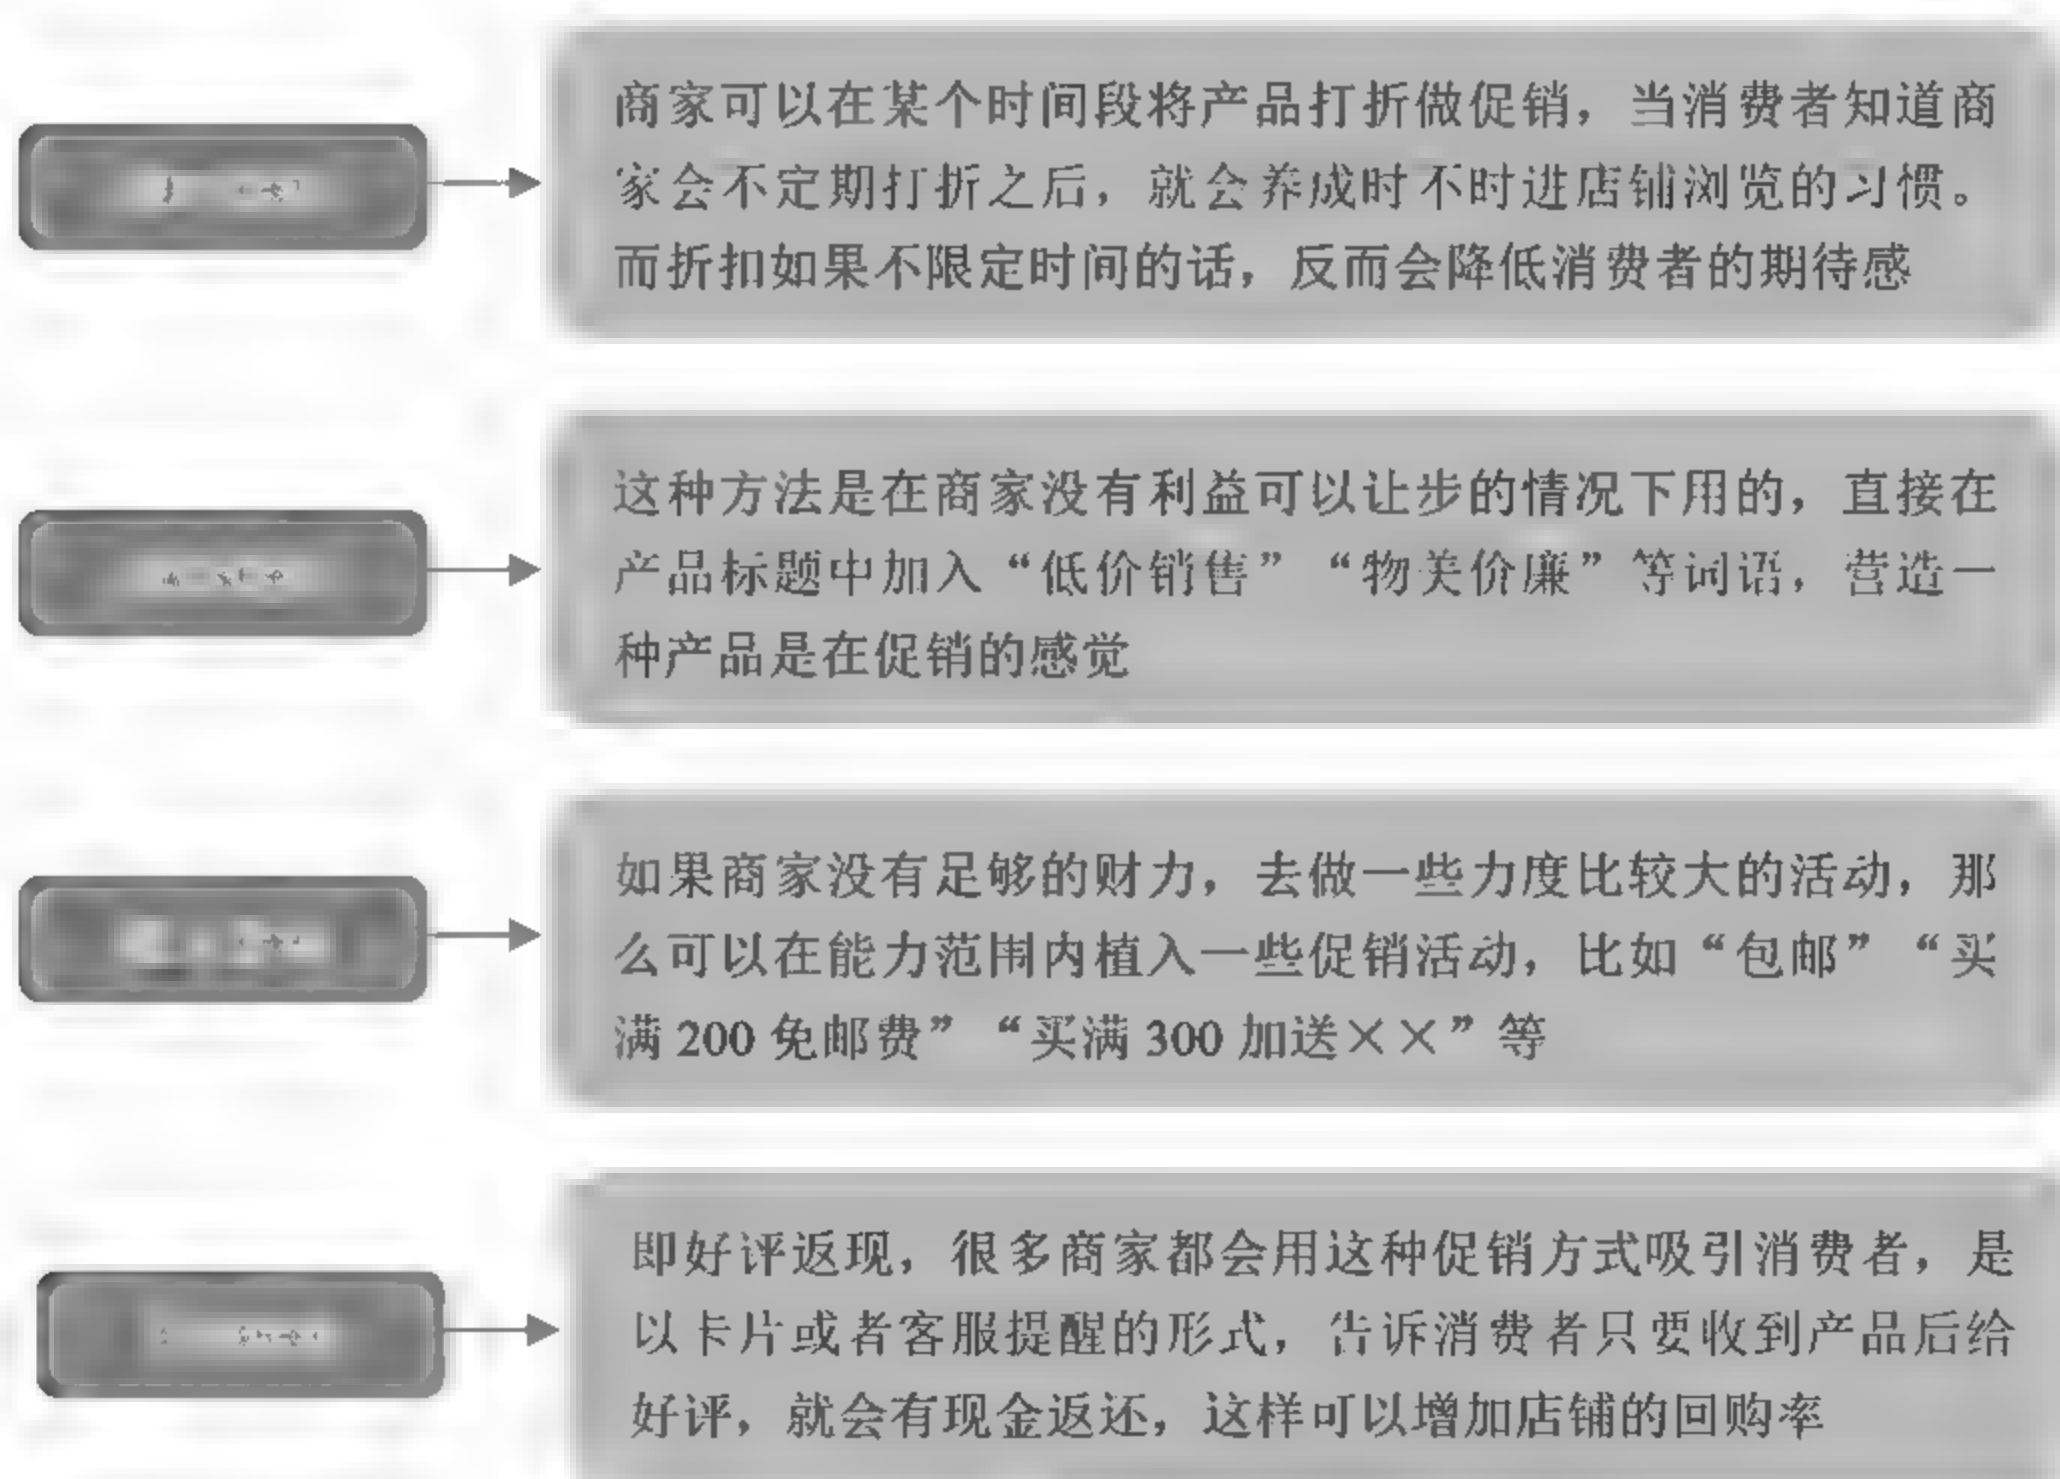 商家可以在某个时间段将产品打折做促销，当消费者知道商
家会不定期打折之后，就会养成时不时进店铺浏览的习惯。
而折扣如果不限定时间的话，反而会降低消费者的期待感
这种方法是在商家没有利益可以让步的情况下用的，直接在
产品标题中加入“低价销售”“物美价廉”等词语，营造一
种产品是在促销的感觉
如果商家没有足够的财力，去做一些力度比较大的活动，那
么可以在能力范围内植入一些促销活动，比如“包邮”“买
满 200 免邮费”“买满 300 加送××”等
即好评返现，很多商家都会用这种促销方式吸引消费者，是
以卡片或者客服提醒的形式，告诉消费者只要收到产品后给
好评，就会有现金返还，这样可以增加店铺的回购率